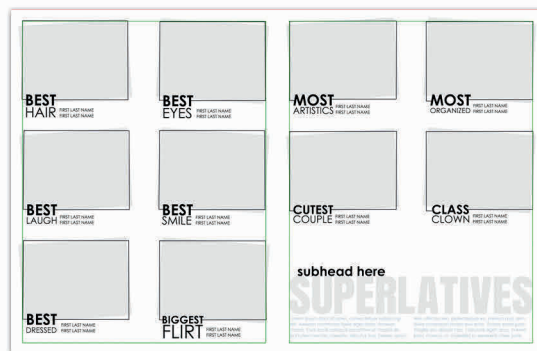 BEST
HAIR FIRST LAST NAME
FIRST LAST NAME
BEST
EYES FIRST LAST NAME
FIRST LAST NAME
BEST
LAUGH FIRST LAST NAME
FIRST LAST NAME
BEST
SMILE FIRST LAST NAME
FIRST LAST NAME
BEST
DRESSED FIRST LAST NAME
FIRST LAST NAME
BIGGEST
FLIRT FIRST LAST NAME
FIRST LAST NAME
MOST
ARTISTICS FIRST LAST NAME
FIRST LAST NAME
MOST
ORGANIZED FIRST LAST NAME
FIRST LAST NAME
CUTEST
COUPLE FIRST LAST NAME
FIRST LAST NAME
CLASS
CLOWN FIRST LAST NAME
FIRST LAST NAME
subhead here
SUPERLATIVES